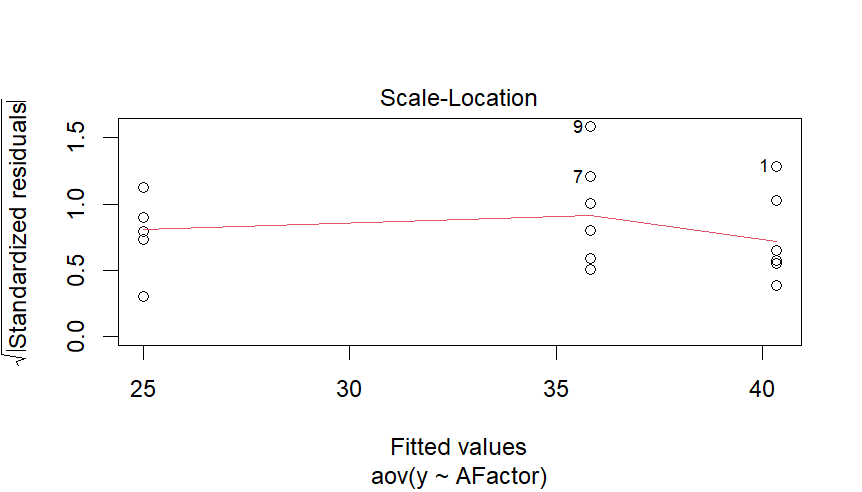 Scale-Location
√|Standardized residuals|
1.5
1.0
0.5
0.0
9
7
1
25 30 35 40
Fitted values
aov(y ~ AFactor)